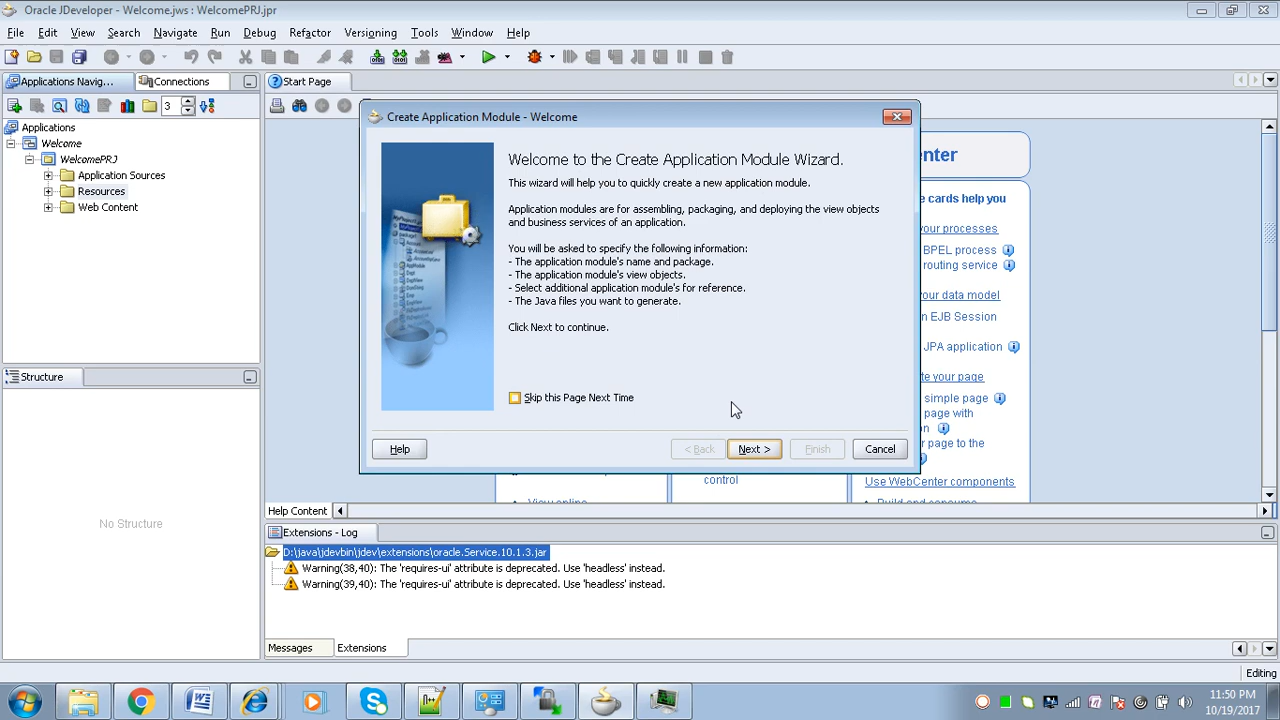 Oracle JDeveloper - Welcome.jws : WelcomePRJ.jpr
File Edit View Search Navigate Run Debug Refactor Versioning Tools Window Help
Applications Navig... Connections
Start Page
3
Applications
Welcome
WelcomePRJ
Application Sources
Resources
Web Content
Create Application Module - Welcome
Welcome to the Create Application Module Wizard.
This wizard will help you to quickly create a new application module.
Application modules are for assembling, packaging, and deploying the view objects
and business services of an application.
You will be asked to specify the following information:
- The application module's name and package.
- The application module's view objects.
- Select additional application module's for reference.
- The Java files you want to generate.
Click Next to continue.
Skip this Page Next Time
Help < Back Next > Finish Cancel
enter
e cards help you
your processes
BPEL process
routing service
your data model
n EJB Session
JPA application
te your page
simple page
page with
on
r page to the
Use WebCenter components
control
Help Content
Structure
No Structure
Extensions - Log
D:\java\jdevbin\jdev\extensions\oracle.Service.10.1.3.jar
Warning(38,40): The 'requires-ui' attribute is deprecated. Use 'headless' instead.
Warning(39,40): The 'requires-ui' attribute is deprecated. Use 'headless' instead.
Messages Extensions
Editing
11:50 PM
10/19/2017